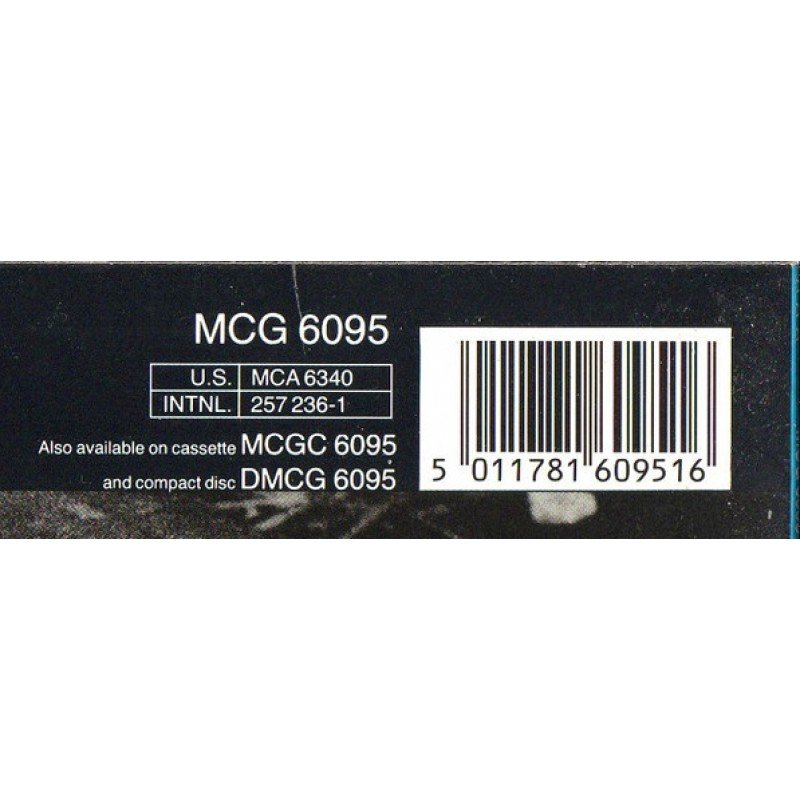 MCG 6095
U.S. MCA 6340
INTNL. 257 236-1
Also available on cassette MCGC 6095
and compact disc DMCG 6095
5 011781 609516